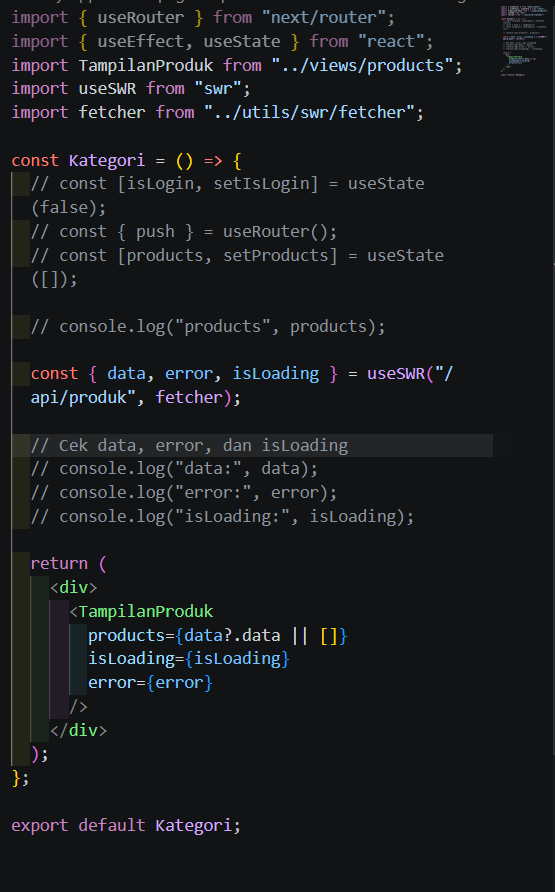 import { useRouter } from "next/router";
import { useEffect, useState } from "react";
import TampilanProduk from "../views/products";
import useSWR from "swr";
import fetcher from "../utils/swr/fetcher";
const Kategori = () => {
// const [isLogin, setIsLogin] = useState
(false);
// const { push } = useRouter();
// const [products, setProducts] = useState
([]);
// console.log("products", products);
const { data, error, isLoading } = useSWR("/
api/produk", fetcher);
// Cek data, error, dan isLoading
// console.log("data:", data);
// console.log("error:", error);
// console.log("isLoading:", isLoading);
return (
<div>
<TampilanProduk
products={data?.data || []}
isLoading={isLoading}
error={error}
/>
</div>
);
};
export default Kategori;